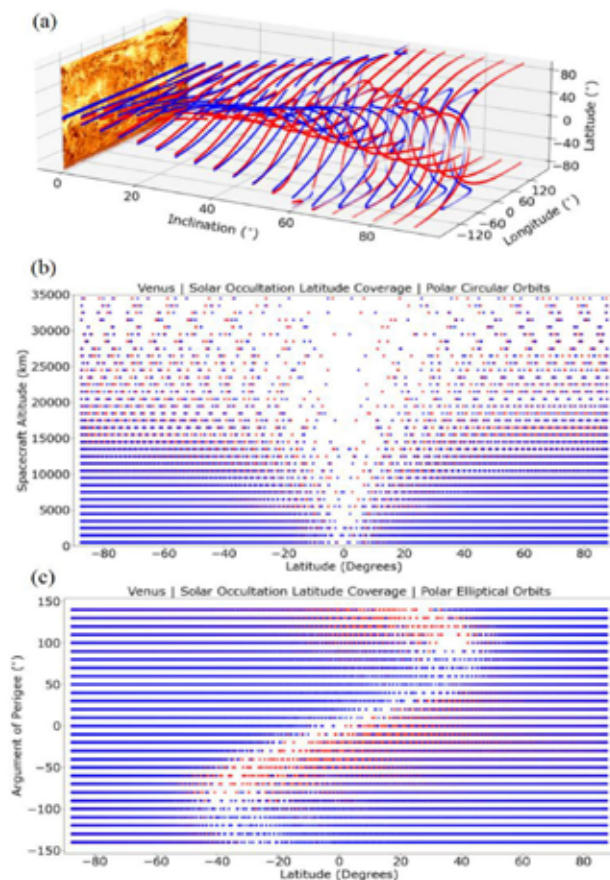 (a)
80
40
0
−40
−80
Latitude (°)
0
20
40
60
80
Inclination (°)
−120
−60
0
60
120
Longitude (°)
(b)
Venus | Solar Occultation Latitude Coverage | Polar Circular Orbits
35000
30000
25000
20000
15000
10000
5000
0
Spacecraft Altitude (km)
−80 −60 −40 −20 0 20 40 60 80
Latitude (Degrees)
(c)
Venus | Solar Occultation Latitude Coverage | Polar Elliptical Orbits
150
100
50
0
−50
−100
−150
Argument of Perigee (°)
−80 −60 −40 −20 0 20 40 60 80
Latitude (Degrees)